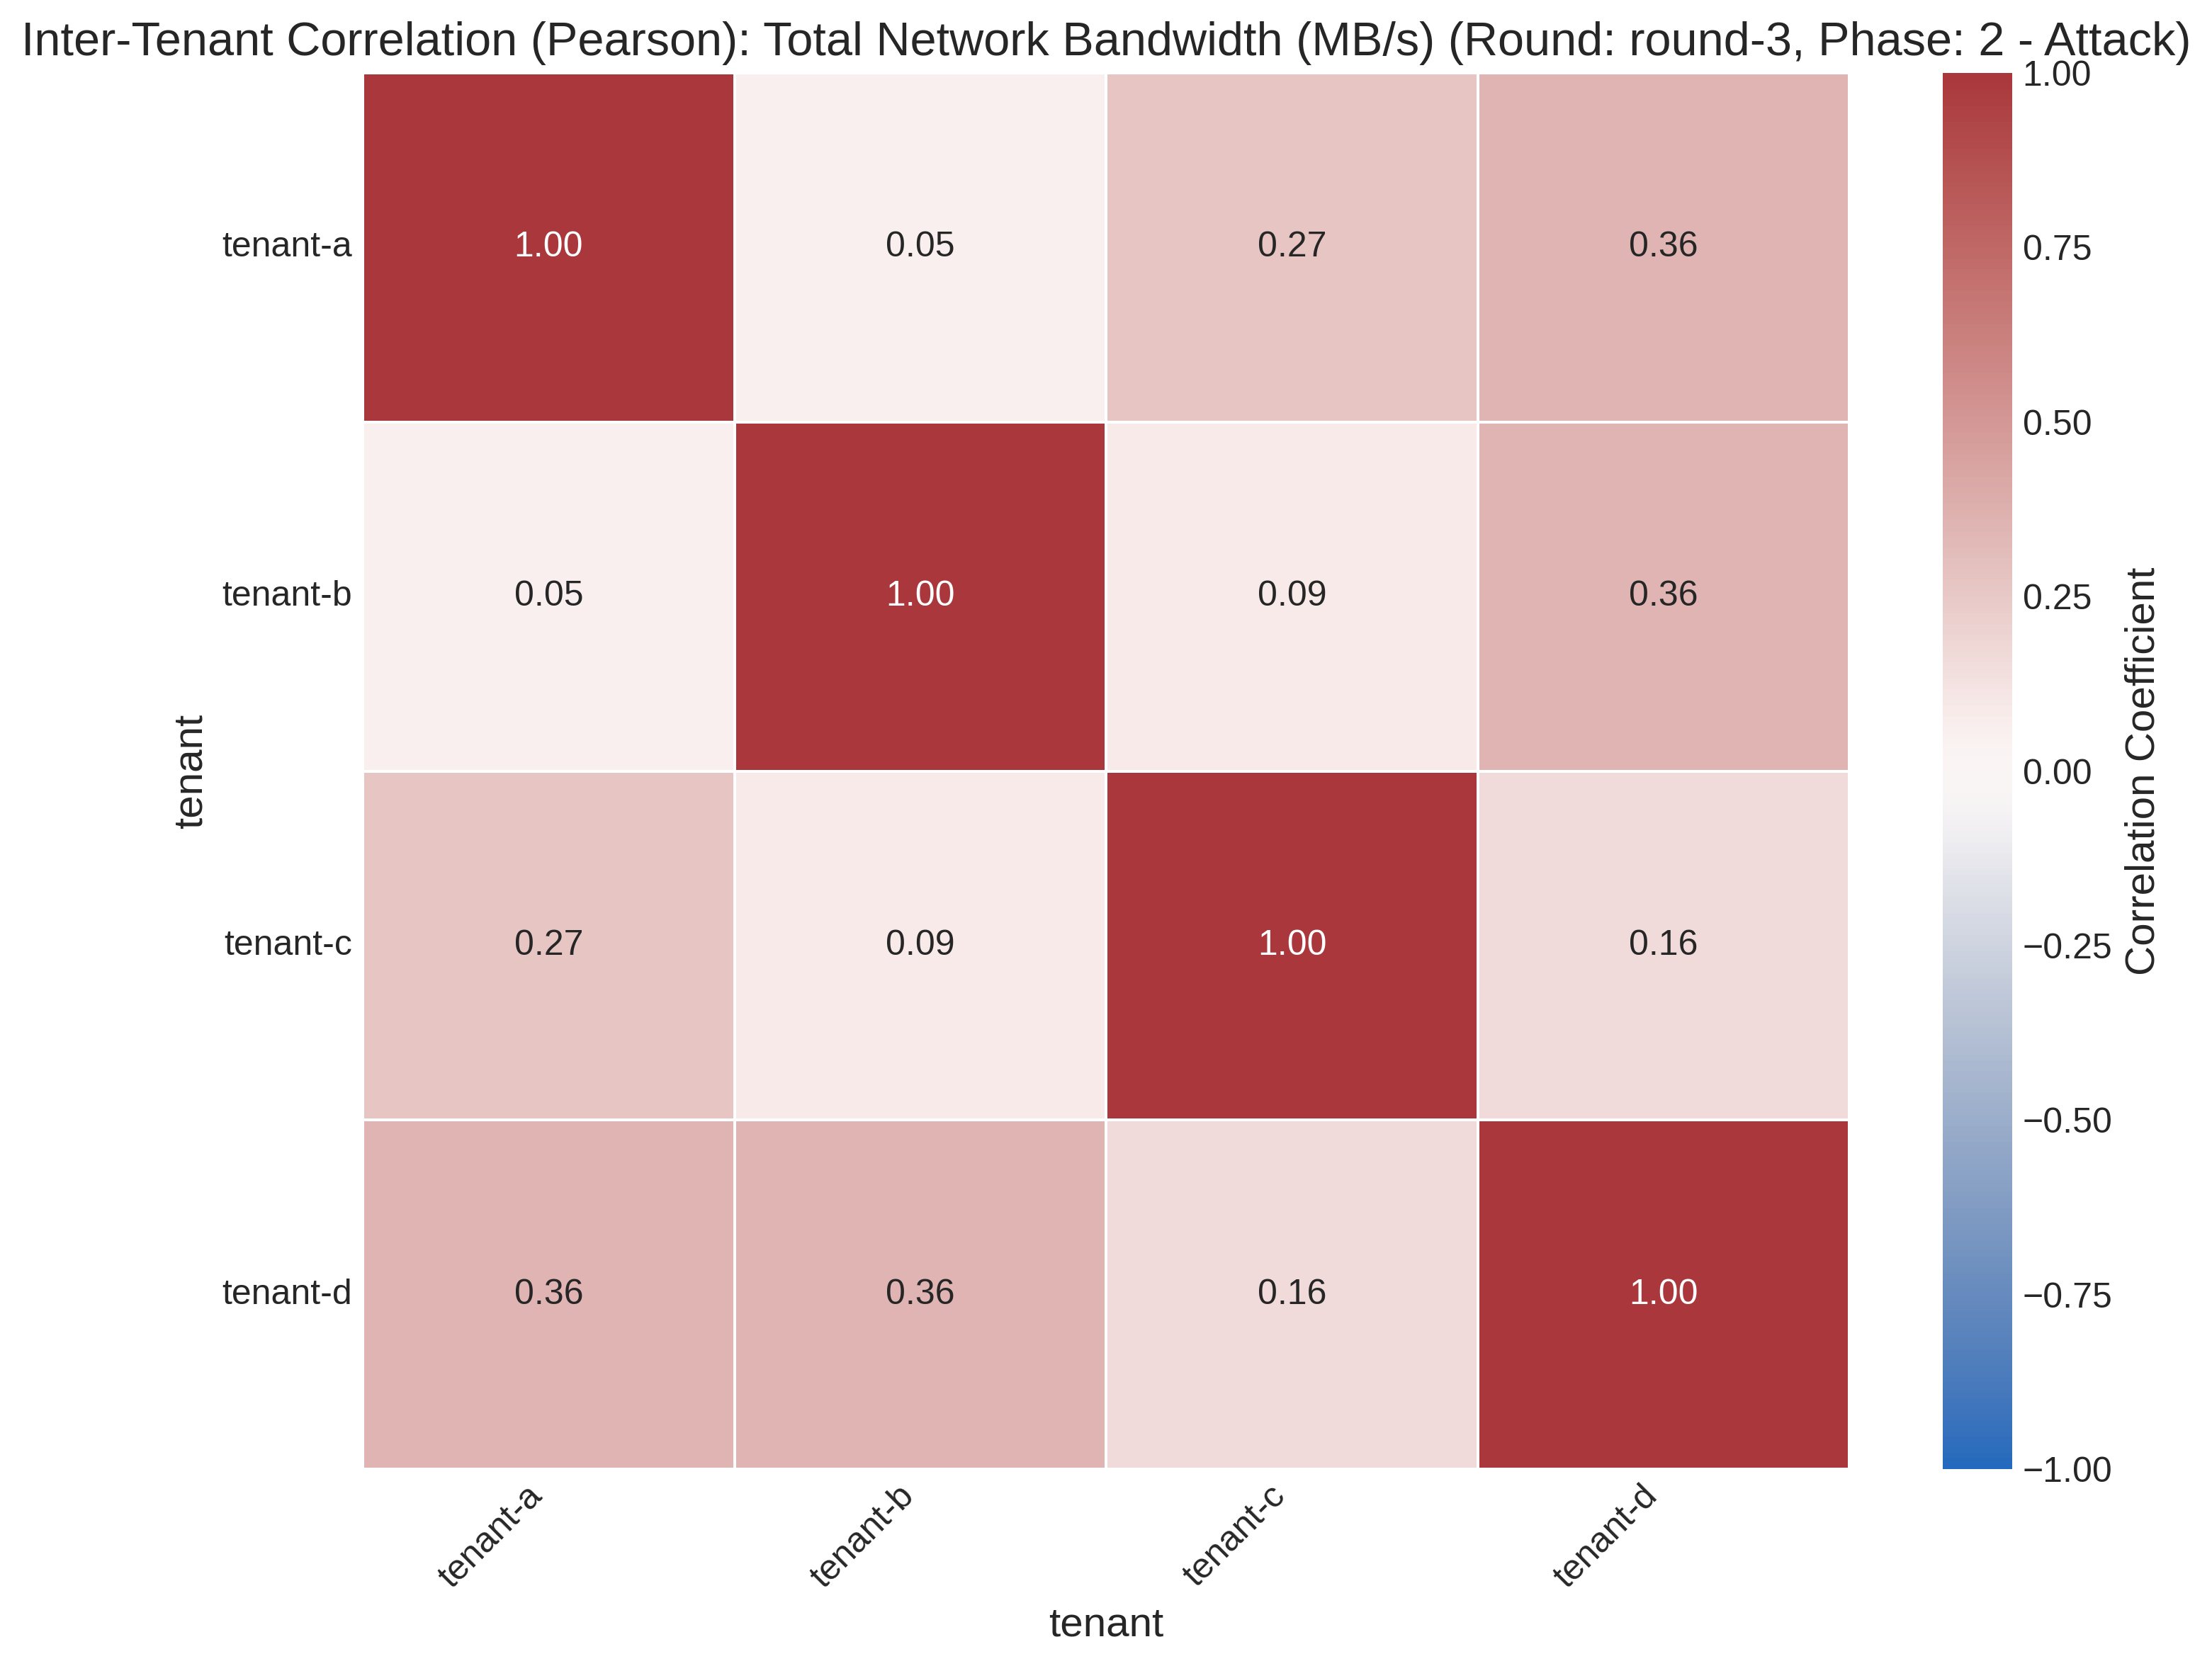 Inter-Tenant Correlation (Pearson): Total Network Bandwidth (MB/s) (Round: round-3, Phase: 2 - Attack)
tenant
tenant-a 1.00 0.05 0.27 0.36
tenant-b 0.05 1.00 0.09 0.36
tenant-c 0.27 0.09 1.00 0.16
tenant-d 0.36 0.36 0.16 1.00
tenant-a tenant-b tenant-c tenant-d
tenant
1.00
0.75
0.50
0.25
0.00
−0.25
−0.50
−0.75
−1.00
Correlation Coefficient